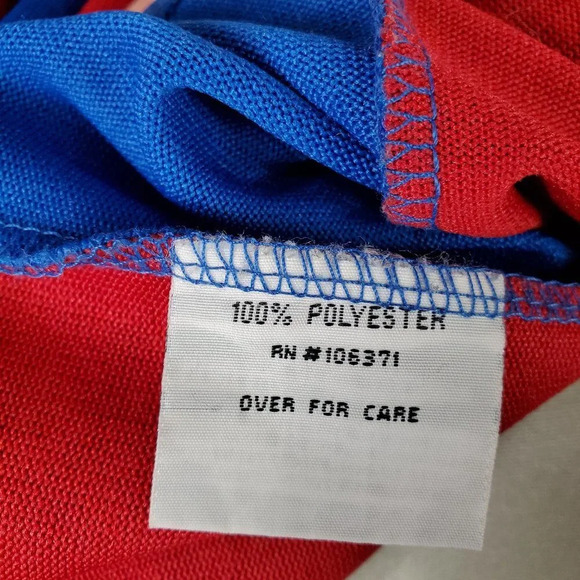 100% POLYESTER
RN #106371
OVER FOR CARE